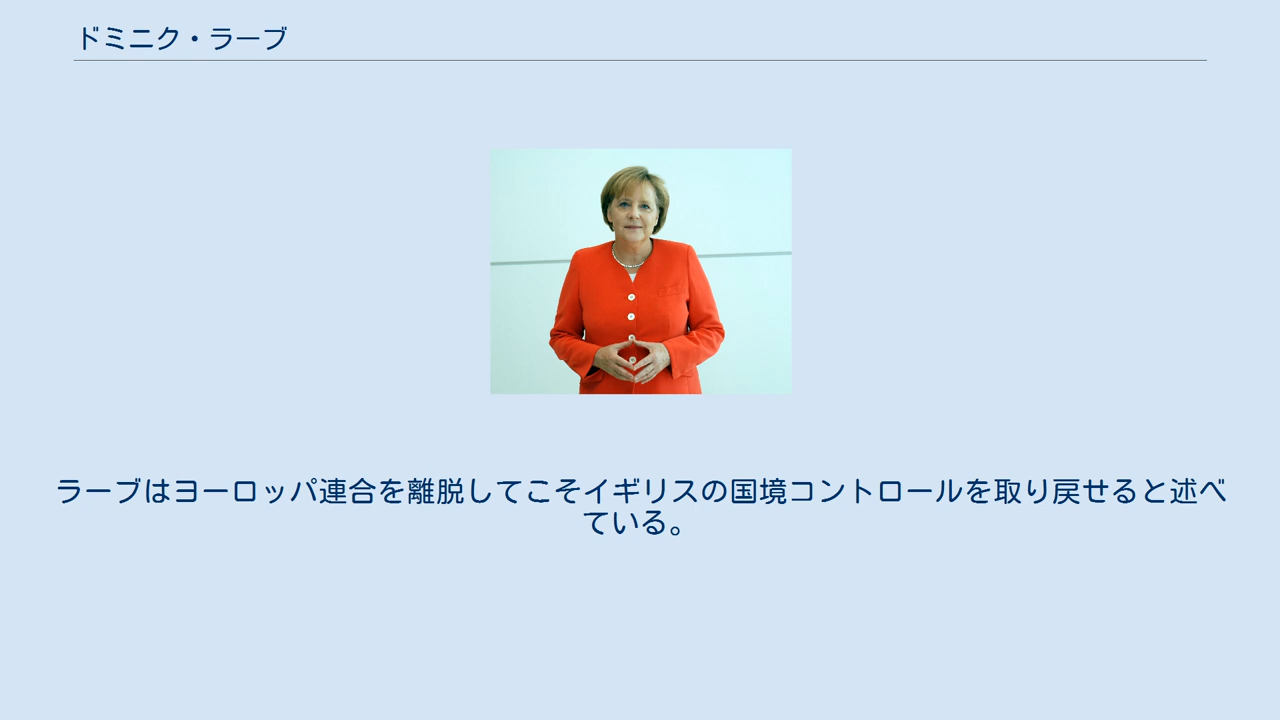 ドミニク・ラーブ
ラーブはヨーロッパ連合を離脱してこそイギリスの国境コントロールを取り戻せると述べ
ている。